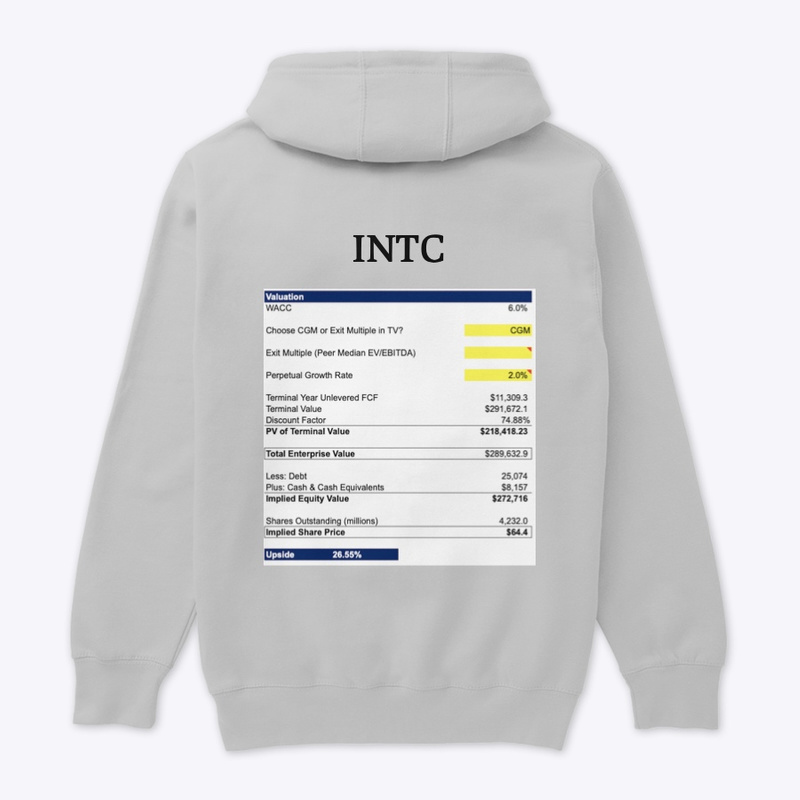 INTC
Valuation
WACC 6.0%
Choose CGM or Exit Multiple in TV? CGM
Exit Multiple (Peer Median EV/EBITDA)
Perpetual Growth Rate 2.0%
Terminal Year Unlevered FCF $11,309.3
Terminal Value $291,672.1
Discount Factor 74.88%
PV of Terminal Value $218,418.23
Total Enterprise Value $289,632.9
Less: Debt 25,074
Plus: Cash & Cash Equivalents $8,157
Implied Equity Value $272,716
Shares Outstanding (millions) 4,232.0
Implied Share Price $64.4
Upside 26.55%